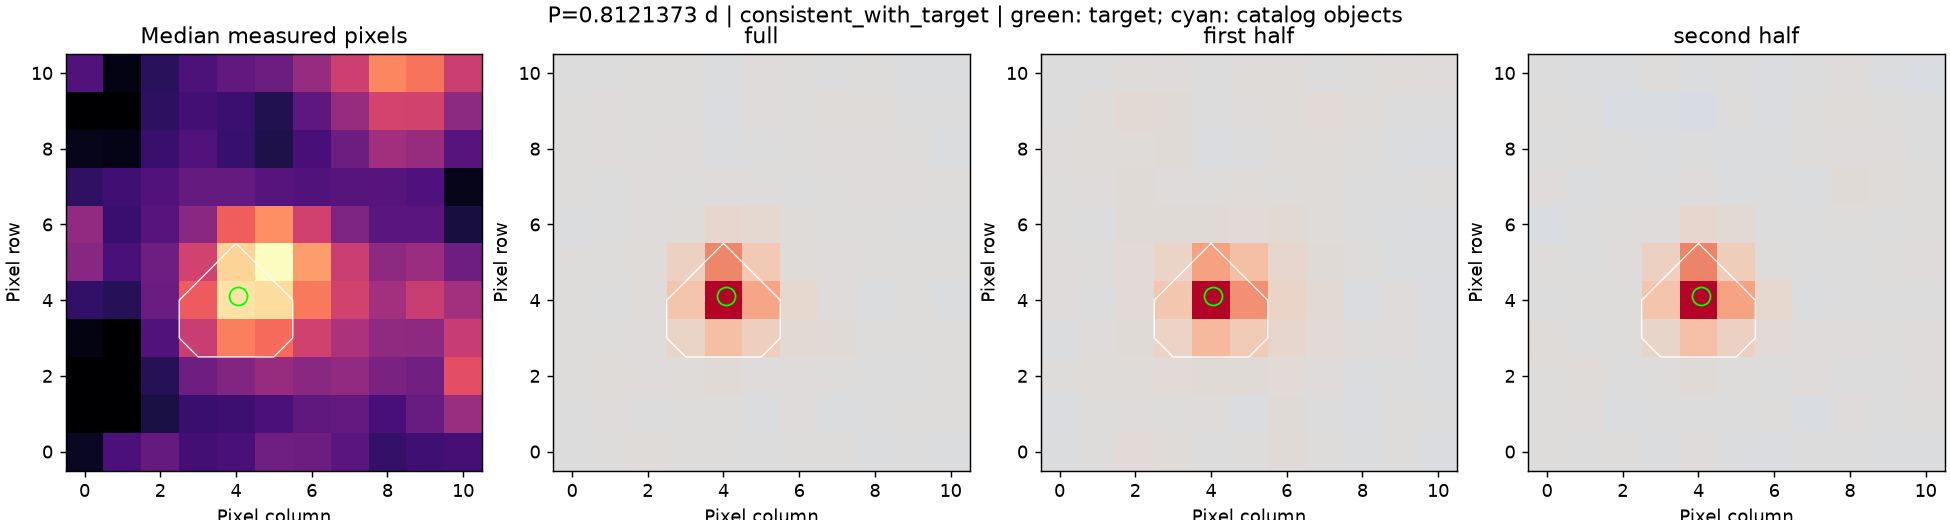 P=0.8121373 d | consistent_with_target | green: target; cyan: catalog objects
Median measured pixels
full
first half
second half
Pixel row
10
8
6
4
2
0
0 2 4 6 8 10
Pixel column
Pixel row
10
8
6
4
2
0
0 2 4 6 8 10
Pixel column
Pixel row
10
8
6
4
2
0
0 2 4 6 8 10
Pixel column
Pixel row
10
8
6
4
2
0
0 2 4 6 8 10
Pixel column